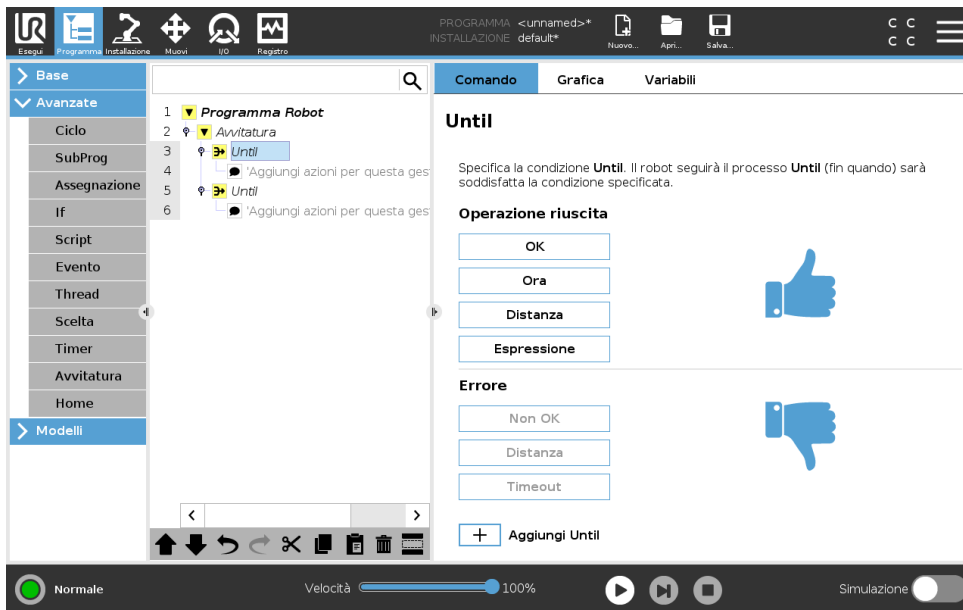 PROGRAMMA <unnamed>*
INSTALLAZIONE default*
Esegui Programma Installazione Muovi I/O Registro
Nuovo... Apri... Salva...
C C
C C
Base
Avanzate
Ciclo
SubProg
Assegnazione
If
Script
Evento
Thread
Scelta
Timer
Avvitatura
Home
Modelli
1 Programma Robot
2 Avvitatura
3 Until
4 'Aggiungi azioni per questa ges
5 Until
6 'Aggiungi azioni per questa ges
Comando Grafica Variabili
Until
Specifica la condizione Until. Il robot seguirà il processo Until (fin quando) sarà
soddisfatta la condizione specificata.
Operazione riuscita
OK
Ora
Distanza
Espressione
Errore
Non OK
Distanza
Timeout
+ Aggiungi Until
Normale
Velocità 100%
Simulazione